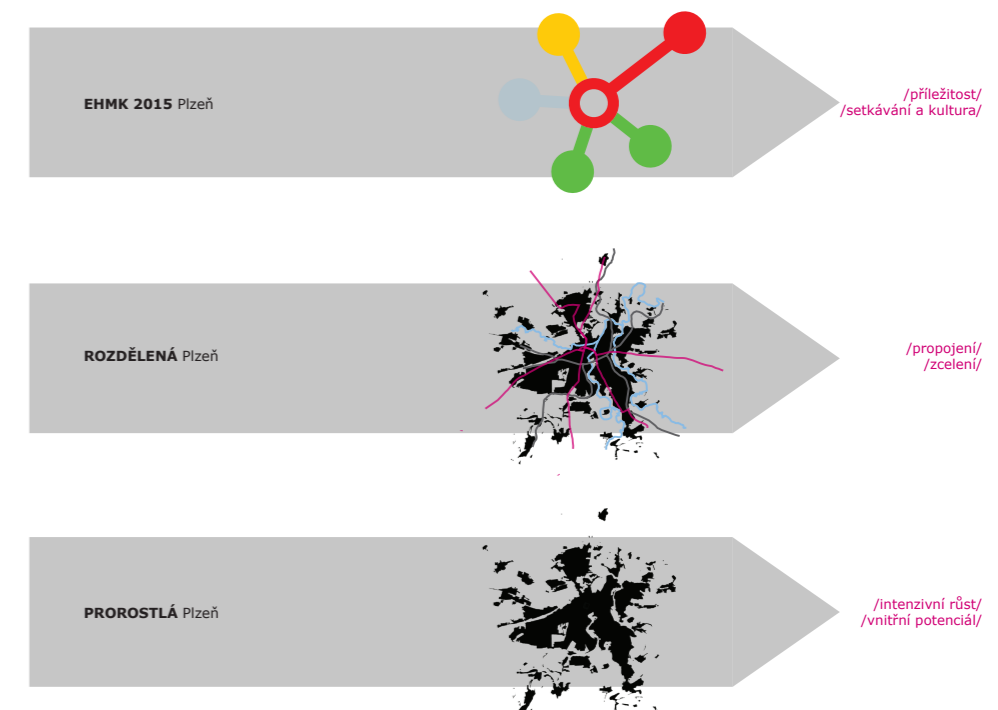 EHMK 2015 Plzeň
/příležitost/
/setkávání a kultura/
ROZDĚLENÁ Plzeň
/propojení/
/zcelení/
PROROSTLÁ Plzeň
/intenzivní růst/
/vnitřní potenciál/